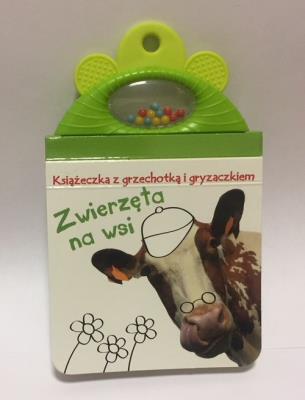 Książeczka z grzechotką i gryzaczkiem
Zwierzęta
na wsi